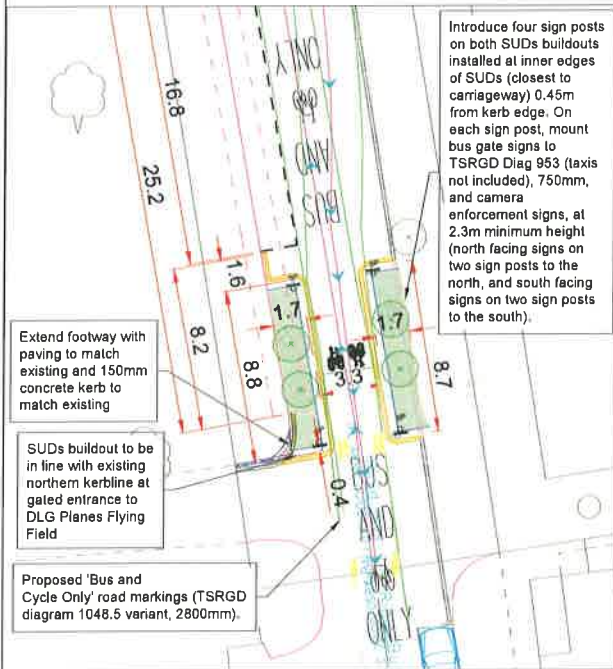 Introduce four sign posts
on both SUDs buildouts
installed at inner edges
of SUDs (closest to
carriageway) 0.45m
from kerb edge. On
each sign post, mount
bus gate signs to
TSRGD Diag 953 (taxis
not included), 750mm,
and camera
enforcement signs, at
2.3m minimum height
(north facing signs on
two sign posts to the
north, and south facing
signs on two sign posts
to the south).
BUS
AND
ONLY
16.8
25.2
1.6
8.2
8.8
1.7
1.7
3
3
8.7
0.4
Extend footway with
paving to match
existing and 150mm
concrete kerb to
match existing
SUDs buildout to be
in line with existing
northern kerbline at
gated entrance to
DLG Planes Flying
Field
Proposed 'Bus and
Cycle Only' road markings (TSRGD
diagram 1048.5 variant, 2800mm).
BUS
AND
ONLY